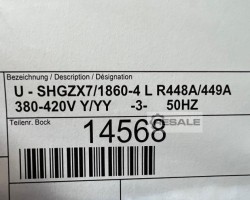 Bezeichnung / Description / Désignation
U - SHGZX7/1860-4 L R448A/449A
380-420V Y/YY -3- 50HZ
Teilenr. Bock
14568